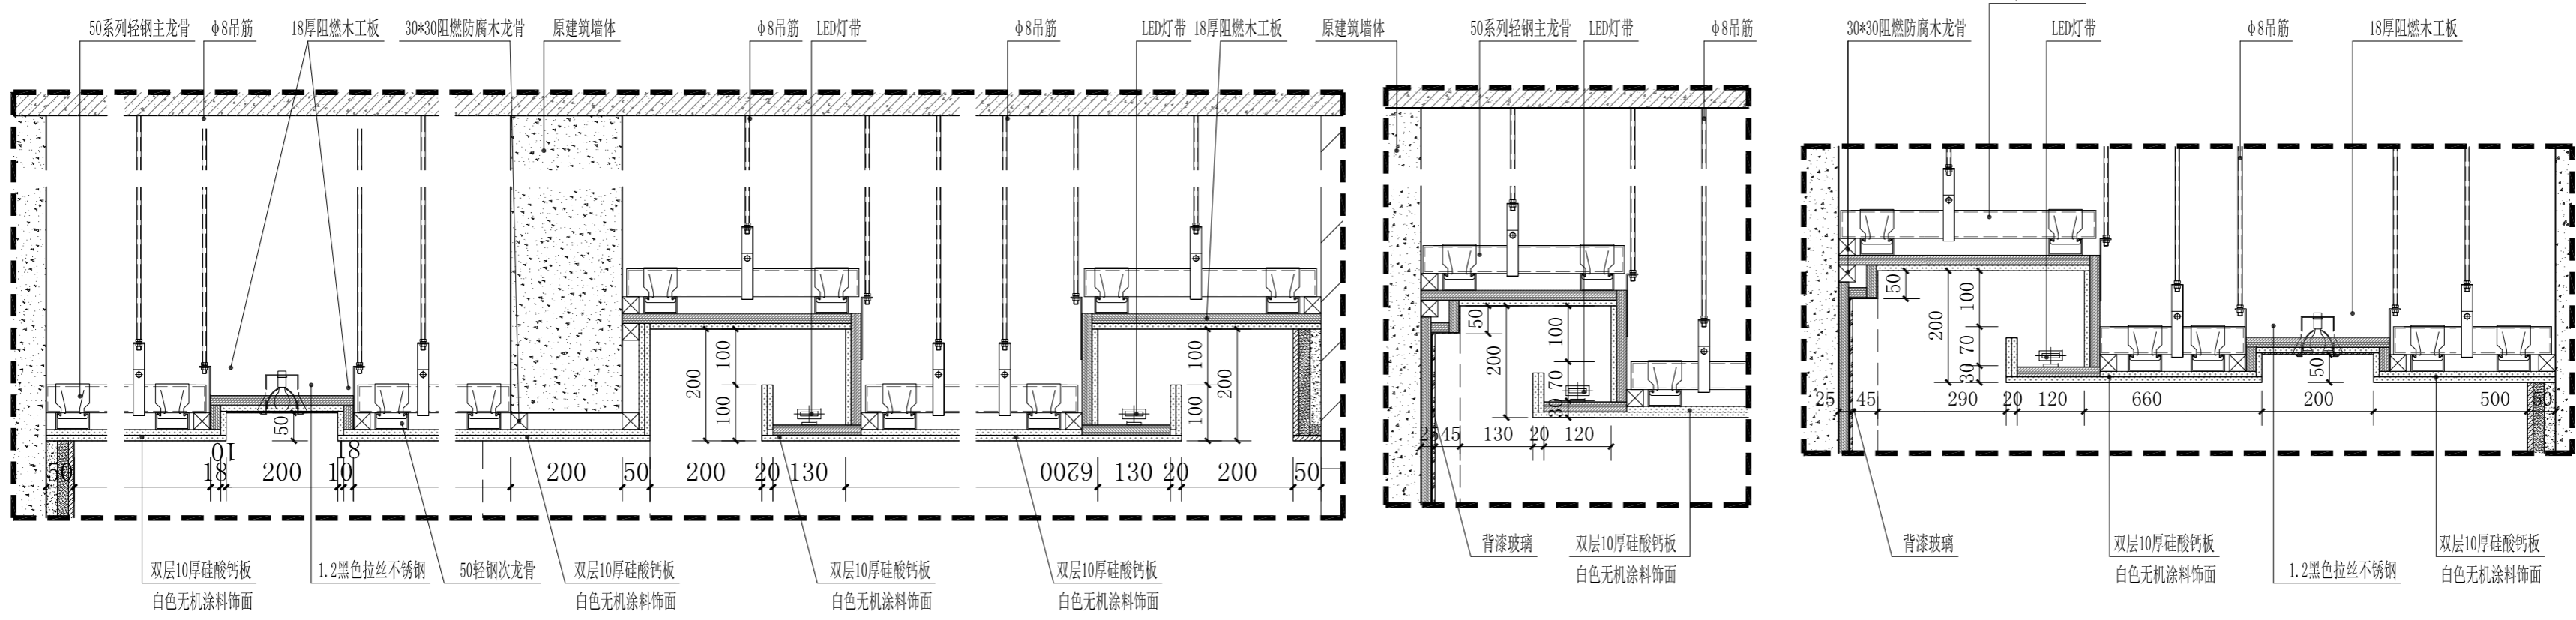 50系列轻钢主龙骨
φ8吊筋
18厚阻燃木工板
30*30阻燃防腐木龙骨
原建筑墙体
φ8吊筋
LED灯带
φ8吊筋
LED灯带
18厚阻燃木工板
原建筑墙体
50系列轻钢主龙骨
LED灯带
φ8吊筋
30*30阻燃防腐木龙骨
LED灯带
φ8吊筋
18厚阻燃木工板
50
10
18
50
18
200
10
200
50
200
20
130
200
100
100
6200
130
20
200
50
100
100
200
50
200
100
70
30
25
45
130
20
120
50
200
100
70
30
25
45
290
20
120
660
200
50
500
50
双层10厚硅酸钙板
白色无机涂料饰面
1.2黑色拉丝不锈钢
50轻钢次龙骨
双层10厚硅酸钙板
白色无机涂料饰面
双层10厚硅酸钙板
白色无机涂料饰面
双层10厚硅酸钙板
白色无机涂料饰面
背漆玻璃
双层10厚硅酸钙板
白色无机涂料饰面
背漆玻璃
双层10厚硅酸钙板
白色无机涂料饰面
1.2黑色拉丝不锈钢
双层10厚硅酸钙板
白色无机涂料饰面